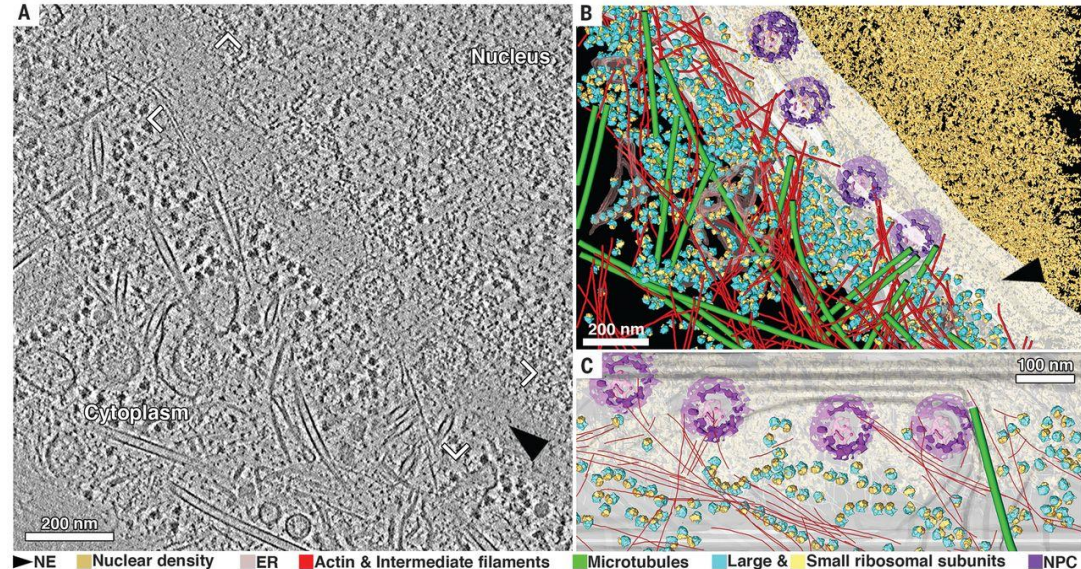 A
Nucleus
Cytoplasm
200 nm
B
200 nm
C
100 nm
NE Nuclear density ER Actin & Intermediate filaments Microtubules Large & Small ribosomal subunits NPC